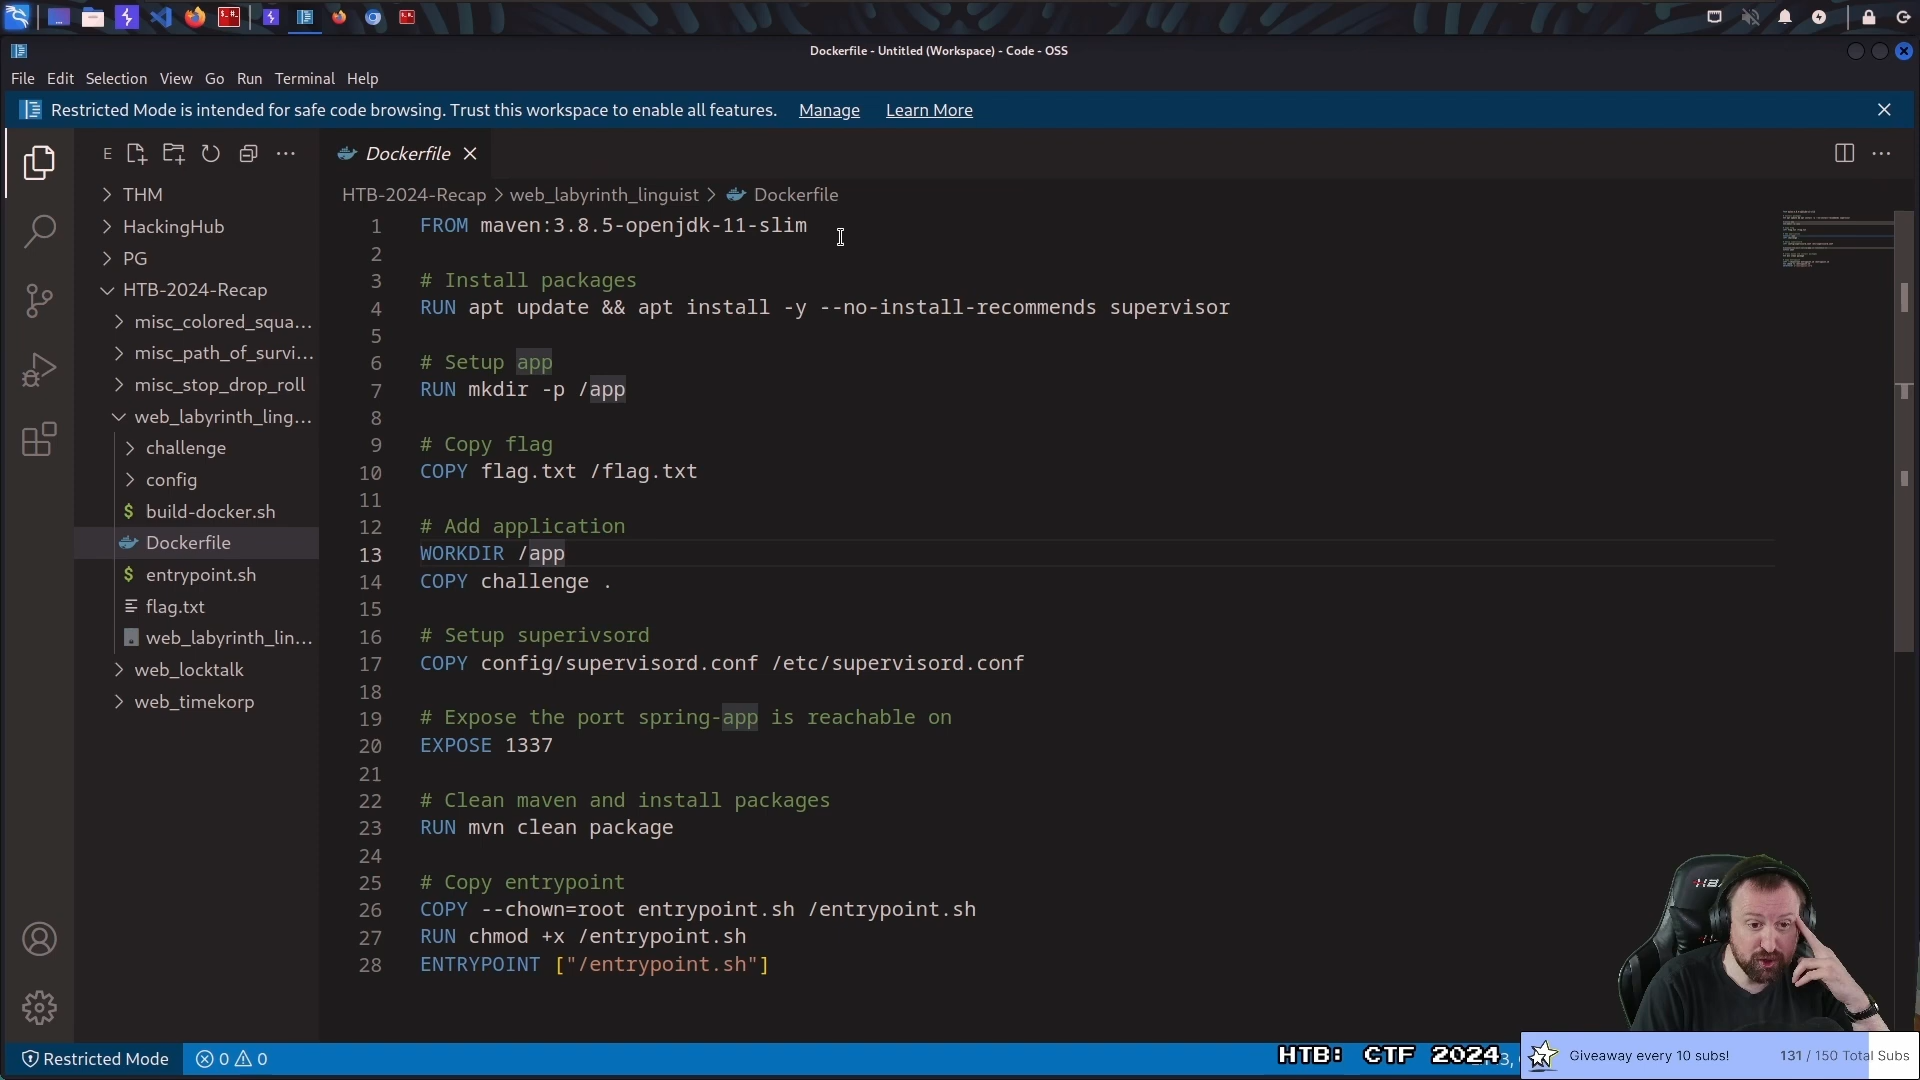 Dockerfile - Untitled (Workspace) - Code - OSS
File Edit Selection View Go Run Terminal Help
Restricted Mode is intended for safe code browsing. Trust this workspace to enable all features. Manage Learn More
E
Dockerfile
HTB-2024-Recap > web_labyrinth_linguist > Dockerfile
THM
HackingHub
PG
HTB-2024-Recap
misc_colored_squa...
misc_path_of_survi...
misc_stop_drop_roll
web_labyrinth_ling...
challenge
config
$ build-docker.sh
Dockerfile
$ entrypoint.sh
flag.txt
web_labyrinth_lin...
web_locktalk
web_timekorp
1 FROM maven:3.8.5-openjdk-11-slim
2
3 # Install packages
4 RUN apt update && apt install -y --no-install-recommends supervisor
5
6 # Setup app
7 RUN mkdir -p /app
8
9 # Copy flag
10 COPY flag.txt /flag.txt
11
12 # Add application
13 WORKDIR /app
14 COPY challenge .
15
16 # Setup superivsord
17 COPY config/supervisord.conf /etc/supervisord.conf
18
19 # Expose the port spring-app is reachable on
20 EXPOSE 1337
21
22 # Clean maven and install packages
23 RUN mvn clean package
24
25 # Copy entrypoint
26 COPY --chown=root entrypoint.sh /entrypoint.sh
27 RUN chmod +x /entrypoint.sh
28 ENTRYPOINT ["/entrypoint.sh"]
Restricted Mode 0 0
HTB: CTF 2024
Giveaway every 10 subs! 131 / 150 Total Subs